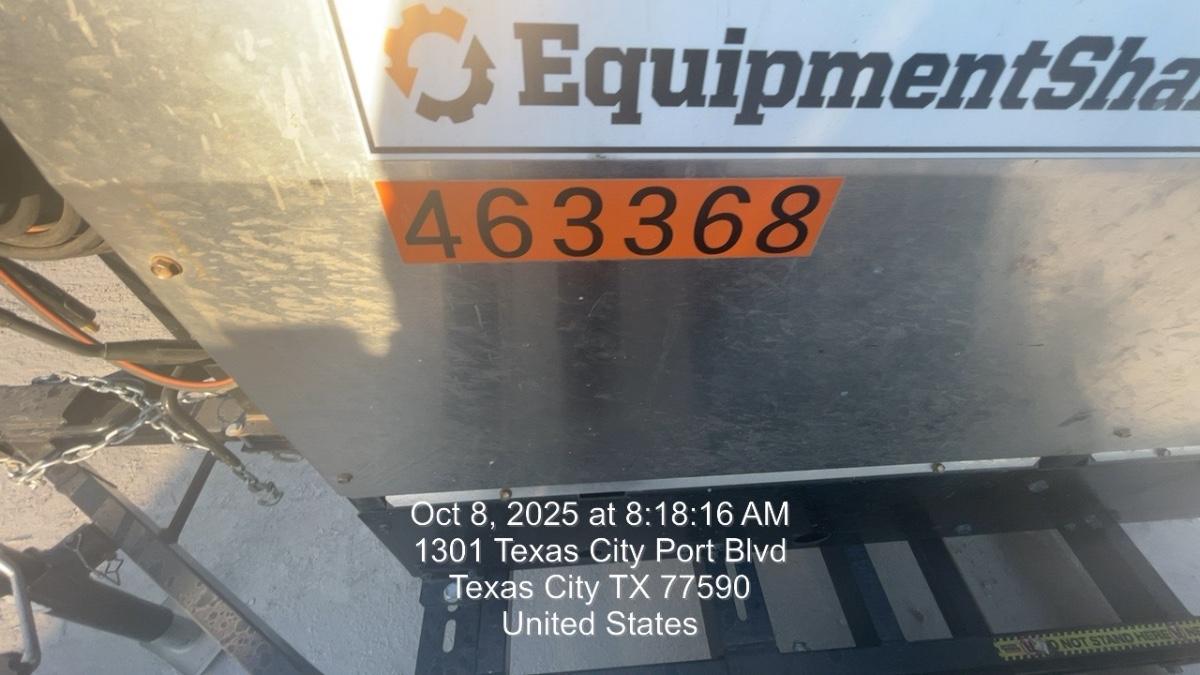 EquipmentSha
463368
Oct 8, 2025 at 8:18:16 AM
1301 Texas City Port Blvd
Texas City TX 77590
United States